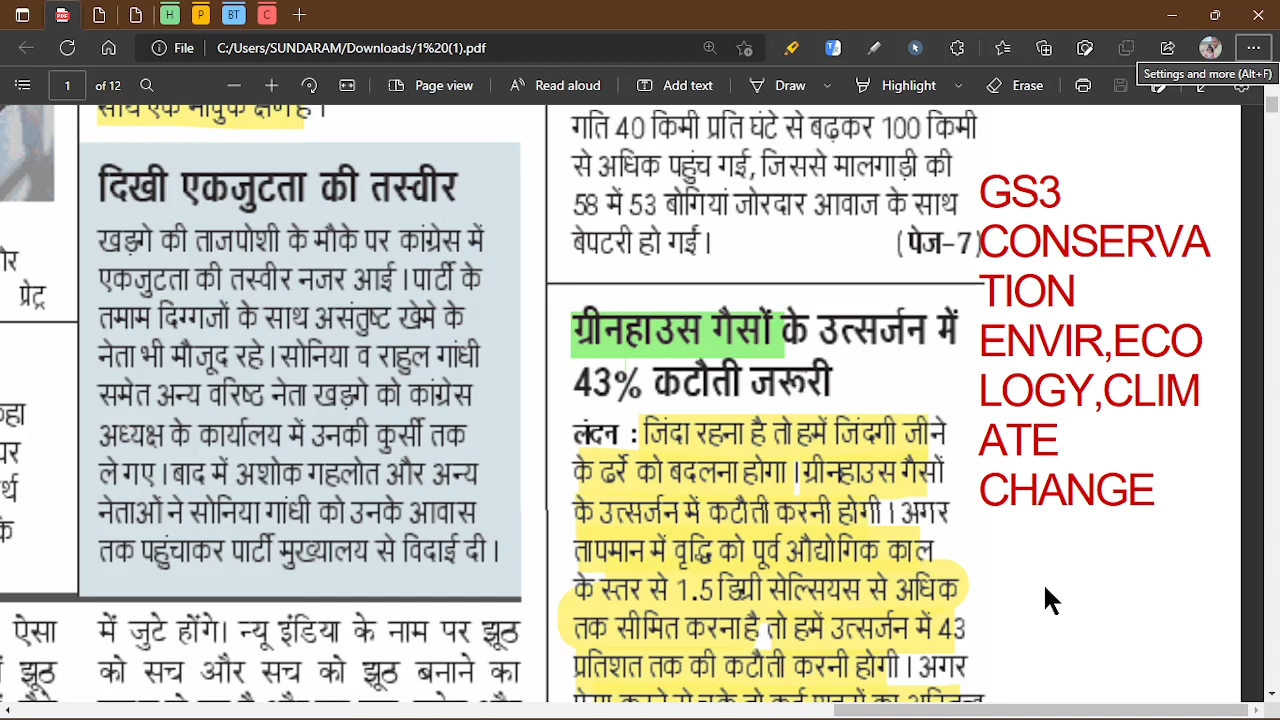 H
P
BT
C
File
C:/Users/SUNDARAM/Downloads/1%20(1).pdf
Settings and more (Alt+F)
1
of 12
Page view
Read aloud
Add text
Draw
Highlight
Erase
साथ एक भावुक क्षण है।
दिखी एकजुटता की तस्वीर
खड़गे की ताजपोशी के मौके पर कांग्रेस में
एकजुटता की तस्वीर नजर आई। पार्टी के
तमाम दिग्गजों के साथ असंतुष्ट खेमे के
नेता भी मौजूद रहे। सोनिया व राहुल गांधी
समेत अन्य वरिष्ट नेता खड़गे को कांग्रेस
अध्यक्ष के कार्यालय में उनकी कुर्सी तक
ले गए। बाद में अशोक गहलोत और अन्य
नेताओं ने सोनिया गांधी को उनके आवास
तक पहुंचाकर पार्टी मुख्यालय से विदाई दी।
प्रेट्र
ऐसा
झूठ
में जुटे होंगे। न्यू इंडिया के नाम पर झूठ
को सच और सच को झूठ बनाने का
गति 40 किमी प्रति घंटे से बढ़कर 100 किमी
से अधिक पहुंच गई, जिससे मालगाड़ी की
58 में 53 बोगियां जोरदार आवाज के साथ
बेपटरी हो गईं। (पेज-7)
ग्रीनहाउस गैसों के उत्सर्जन में
43% कटौती जरूरी
लंदन : जिंदा रहना है तो हमें जिंदगी जीने
के ढर्रे को बदलना होगा। ग्रीनहाउस गैसों
के उत्सर्जन में कटौती करनी होगी। अगर
तापमान में वृद्धि को पूर्व औद्योगिक काल
के स्तर से 1.5 डिग्री सेल्सियस से अधिक
तक सीमित करना है तो हमें उत्सर्जन में 43
प्रतिशत तक की कटौती करनी होगी। अगर
GS3
CONSERVA
TION
ENVIR,ECO
LOGY,CLIM
ATE
CHANGE